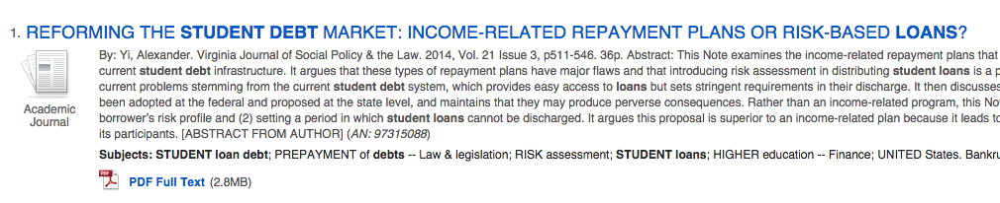 1. REFORMING THE STUDENT DEBT MARKET: INCOME-RELATED REPAYMENT PLANS OR RISK-BASED LOANS?
By: Yi, Alexander. Virginia Journal of Social Policy & the Law. 2014, Vol. 21 Issue 3, p511-546. 36p. Abstract: This Note examines the income-related repayment plans that
current student debt infrastructure. It argues that these types of repayment plans have major flaws and that introducing risk assessment in distributing student loans is a p
current problems stemming from the current student debt system, which provides easy access to loans but sets stringent requirements in their discharge. It then discusses
been adopted at the federal and proposed at the state level, and maintains that they may produce perverse consequences. Rather than an income-related program, this No
borrower's risk profile and (2) setting a period in which student loans cannot be discharged. It argues this proposal is superior to an income-related plan because it leads to
its participants. [ABSTRACT FROM AUTHOR] (AN: 97315088)
Academic
Journal
Subjects: STUDENT loan debt; PREPAYMENT of debts -- Law & legislation; RISK assessment; STUDENT loans; HIGHER education -- Finance; UNITED States. Bankru
PDF PDF Full Text (2.8MB)